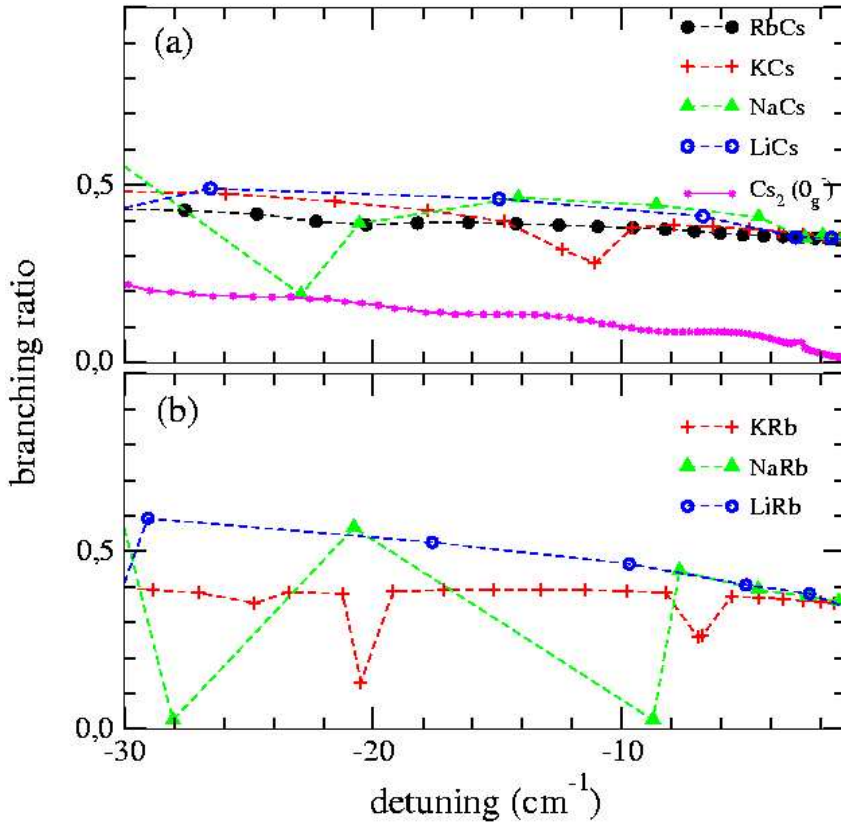 (a)
RbCs
KCs
NaCs
LiCs
Cs2 (0g-)
0,5
0,0
branching ratio
(b)
KRb
NaRb
LiRb
0,5
0,0
-30
-20
-10
detuning (cm-1)